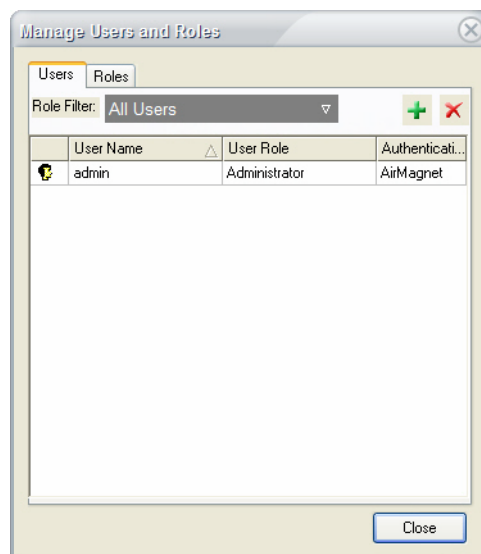 Manage Users and Roles
Users Roles
Role Filter: All Users
User Name User Role Authenticati...
admin Administrator AirMagnet
Close